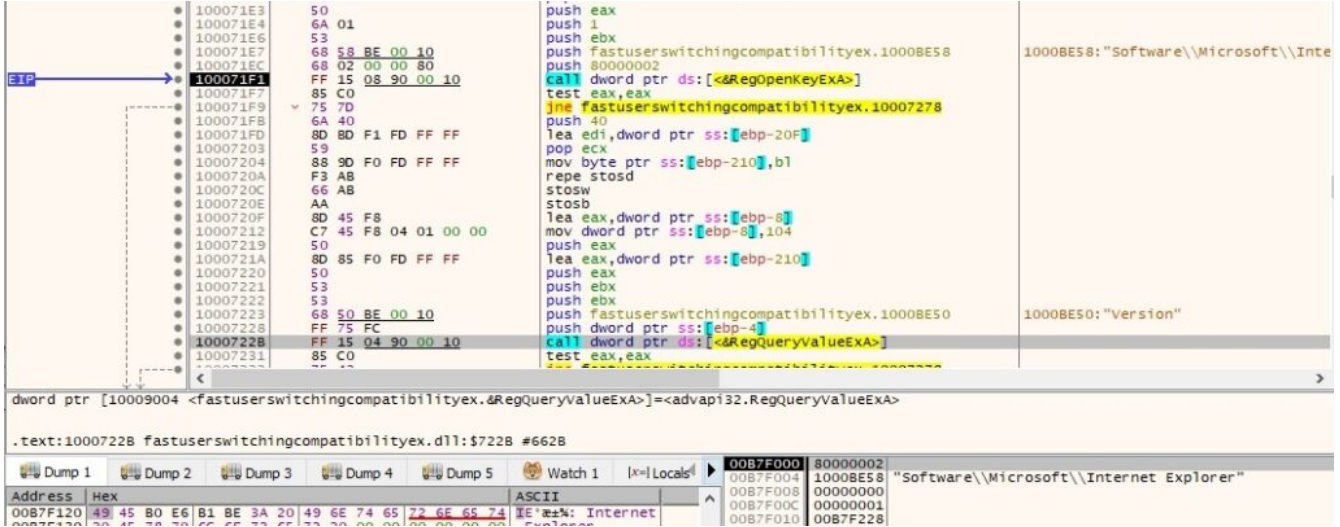 100071E3 50 push eax
100071E4 6A 01 push 1
100071E6 53 push ebx
100071E7 68 58 BE 00 10 push fastuserswitchingcompatibilityex.1000BE58 1000BE58:"Software\\Microsoft\\Inte
100071EC 68 02 00 00 80 push 80000002
EIP 100071F1 FF 15 08 90 00 10 call dword ptr ds:[<&RegOpenKeyExA>]
100071F7 85 C0 test eax,eax
100071F9 75 7D jne fastuserswitchingcompatibilityex.10007278
100071FB 6A 40 push 40
100071FD 8D BD F1 FD FF FF lea edi,dword ptr ss:[ebp-20F]
10007203 59 pop ecx
10007204 88 9D F0 FD FF FF mov byte ptr ss:[ebp-210],bl
1000720A F3 AB repe stosd
1000720C 66 AB stosw
1000720E AA stosb
1000720F 8D 45 F8 lea eax,dword ptr ss:[ebp-8]
10007212 C7 45 F8 04 01 00 00 mov dword ptr ss:[ebp-8],104
10007219 50 push eax
1000721A 8D 85 F0 FD FF FF lea eax,dword ptr ss:[ebp-210]
10007220 50 push eax
10007221 53 push ebx
10007222 53 push ebx
10007223 68 50 BE 00 10 push fastuserswitchingcompatibilityex.1000BE50 1000BE50:"Version"
10007228 FF 75 FC push dword ptr ss:[ebp-4]
1000722B FF 15 04 90 00 10 call dword ptr ds:[<&RegQueryValueExA>]
10007231 85 C0 test eax,eax
dword ptr [10009004 <fastuserswitchingcompatibilityex.&RegQueryValueExA>]=<advapi32.RegQueryValueExA>
.text:1000722B fastuserswitchingcompatibilityex.dll:$722B #662B
Dump 1 Dump 2 Dump 3 Dump 4 Dump 5 Watch 1 [x=] Locals
Address Hex ASCII
00B7F120 49 45 B0 E6 B1 BE 3A 20 49 6E 74 65 72 6E 65 74 IE°æ±¾: Internet
00B7F000 80000002
00B7F004 1000BE58 "Software\\Microsoft\\Internet Explorer"
00B7F008 00000000
00B7F00C 00000001
00B7F010 00B7F228